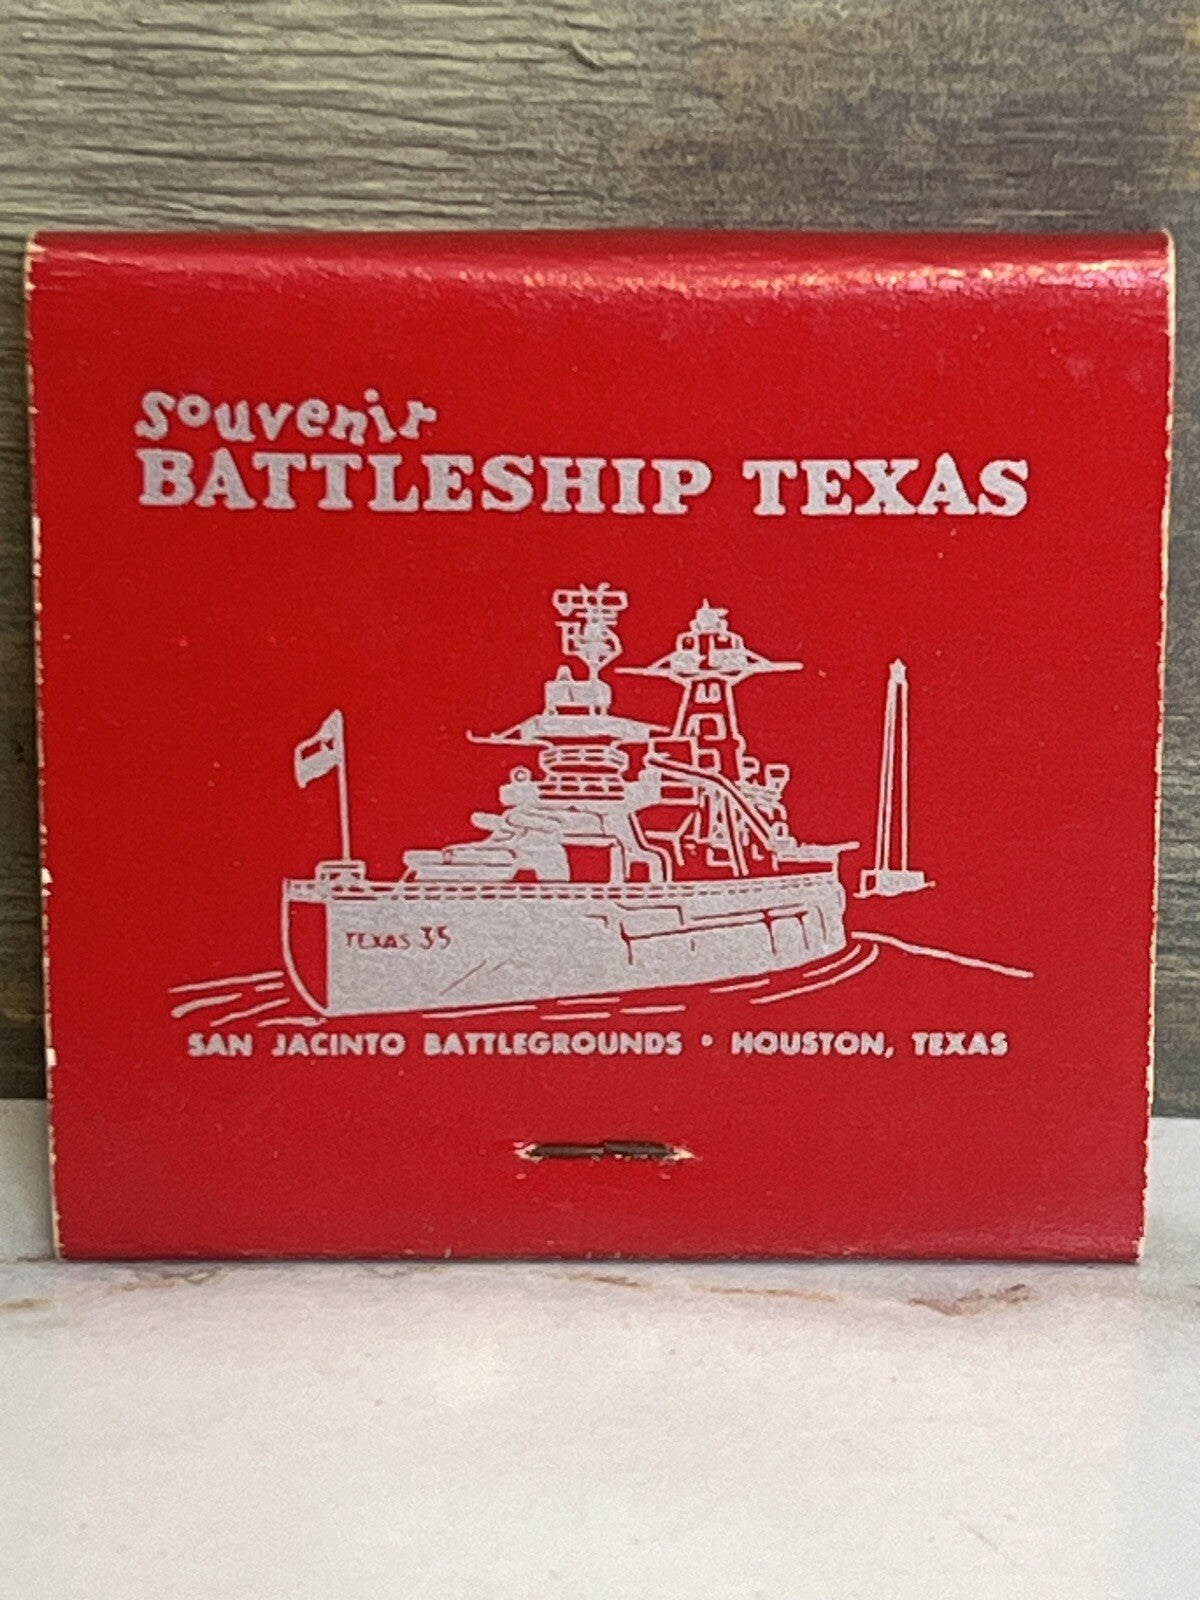 Souvenir
BATTLESHIP TEXAS
TEXAS 35
SAN JACINTO BATTLEGROUNDS • HOUSTON, TEXAS